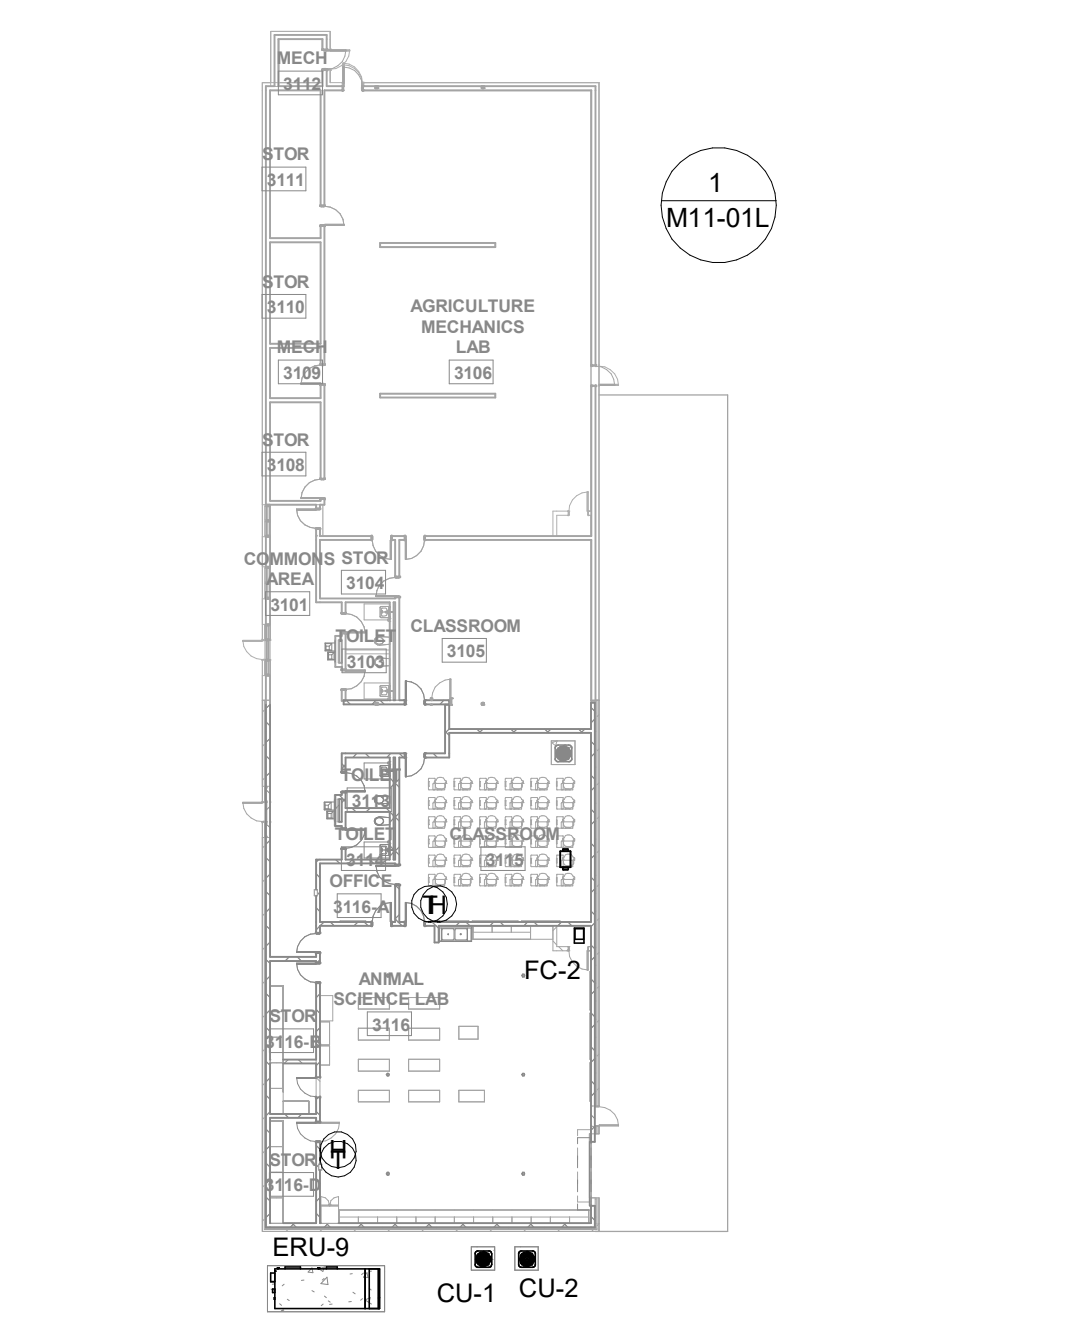 MECH
3112
STOR
3111
1
M11-01L
STOR
3110
AGRICULTURE
MECHANICS
LAB
3106
MECH
3109
STOR
3108
COMMONS
AREA
3101
STOR
3104
TOILET
3103
CLASSROOM
3105
TOILET
3113
TOILET
3114
CLASSROOM
3115
OFFICE
3116-A
T
H
FC-2
ANIMAL
SCIENCE LAB
3116
STOR
3116-B
H
T
STOR
3116-D
ERU-9
CU-1
CU-2